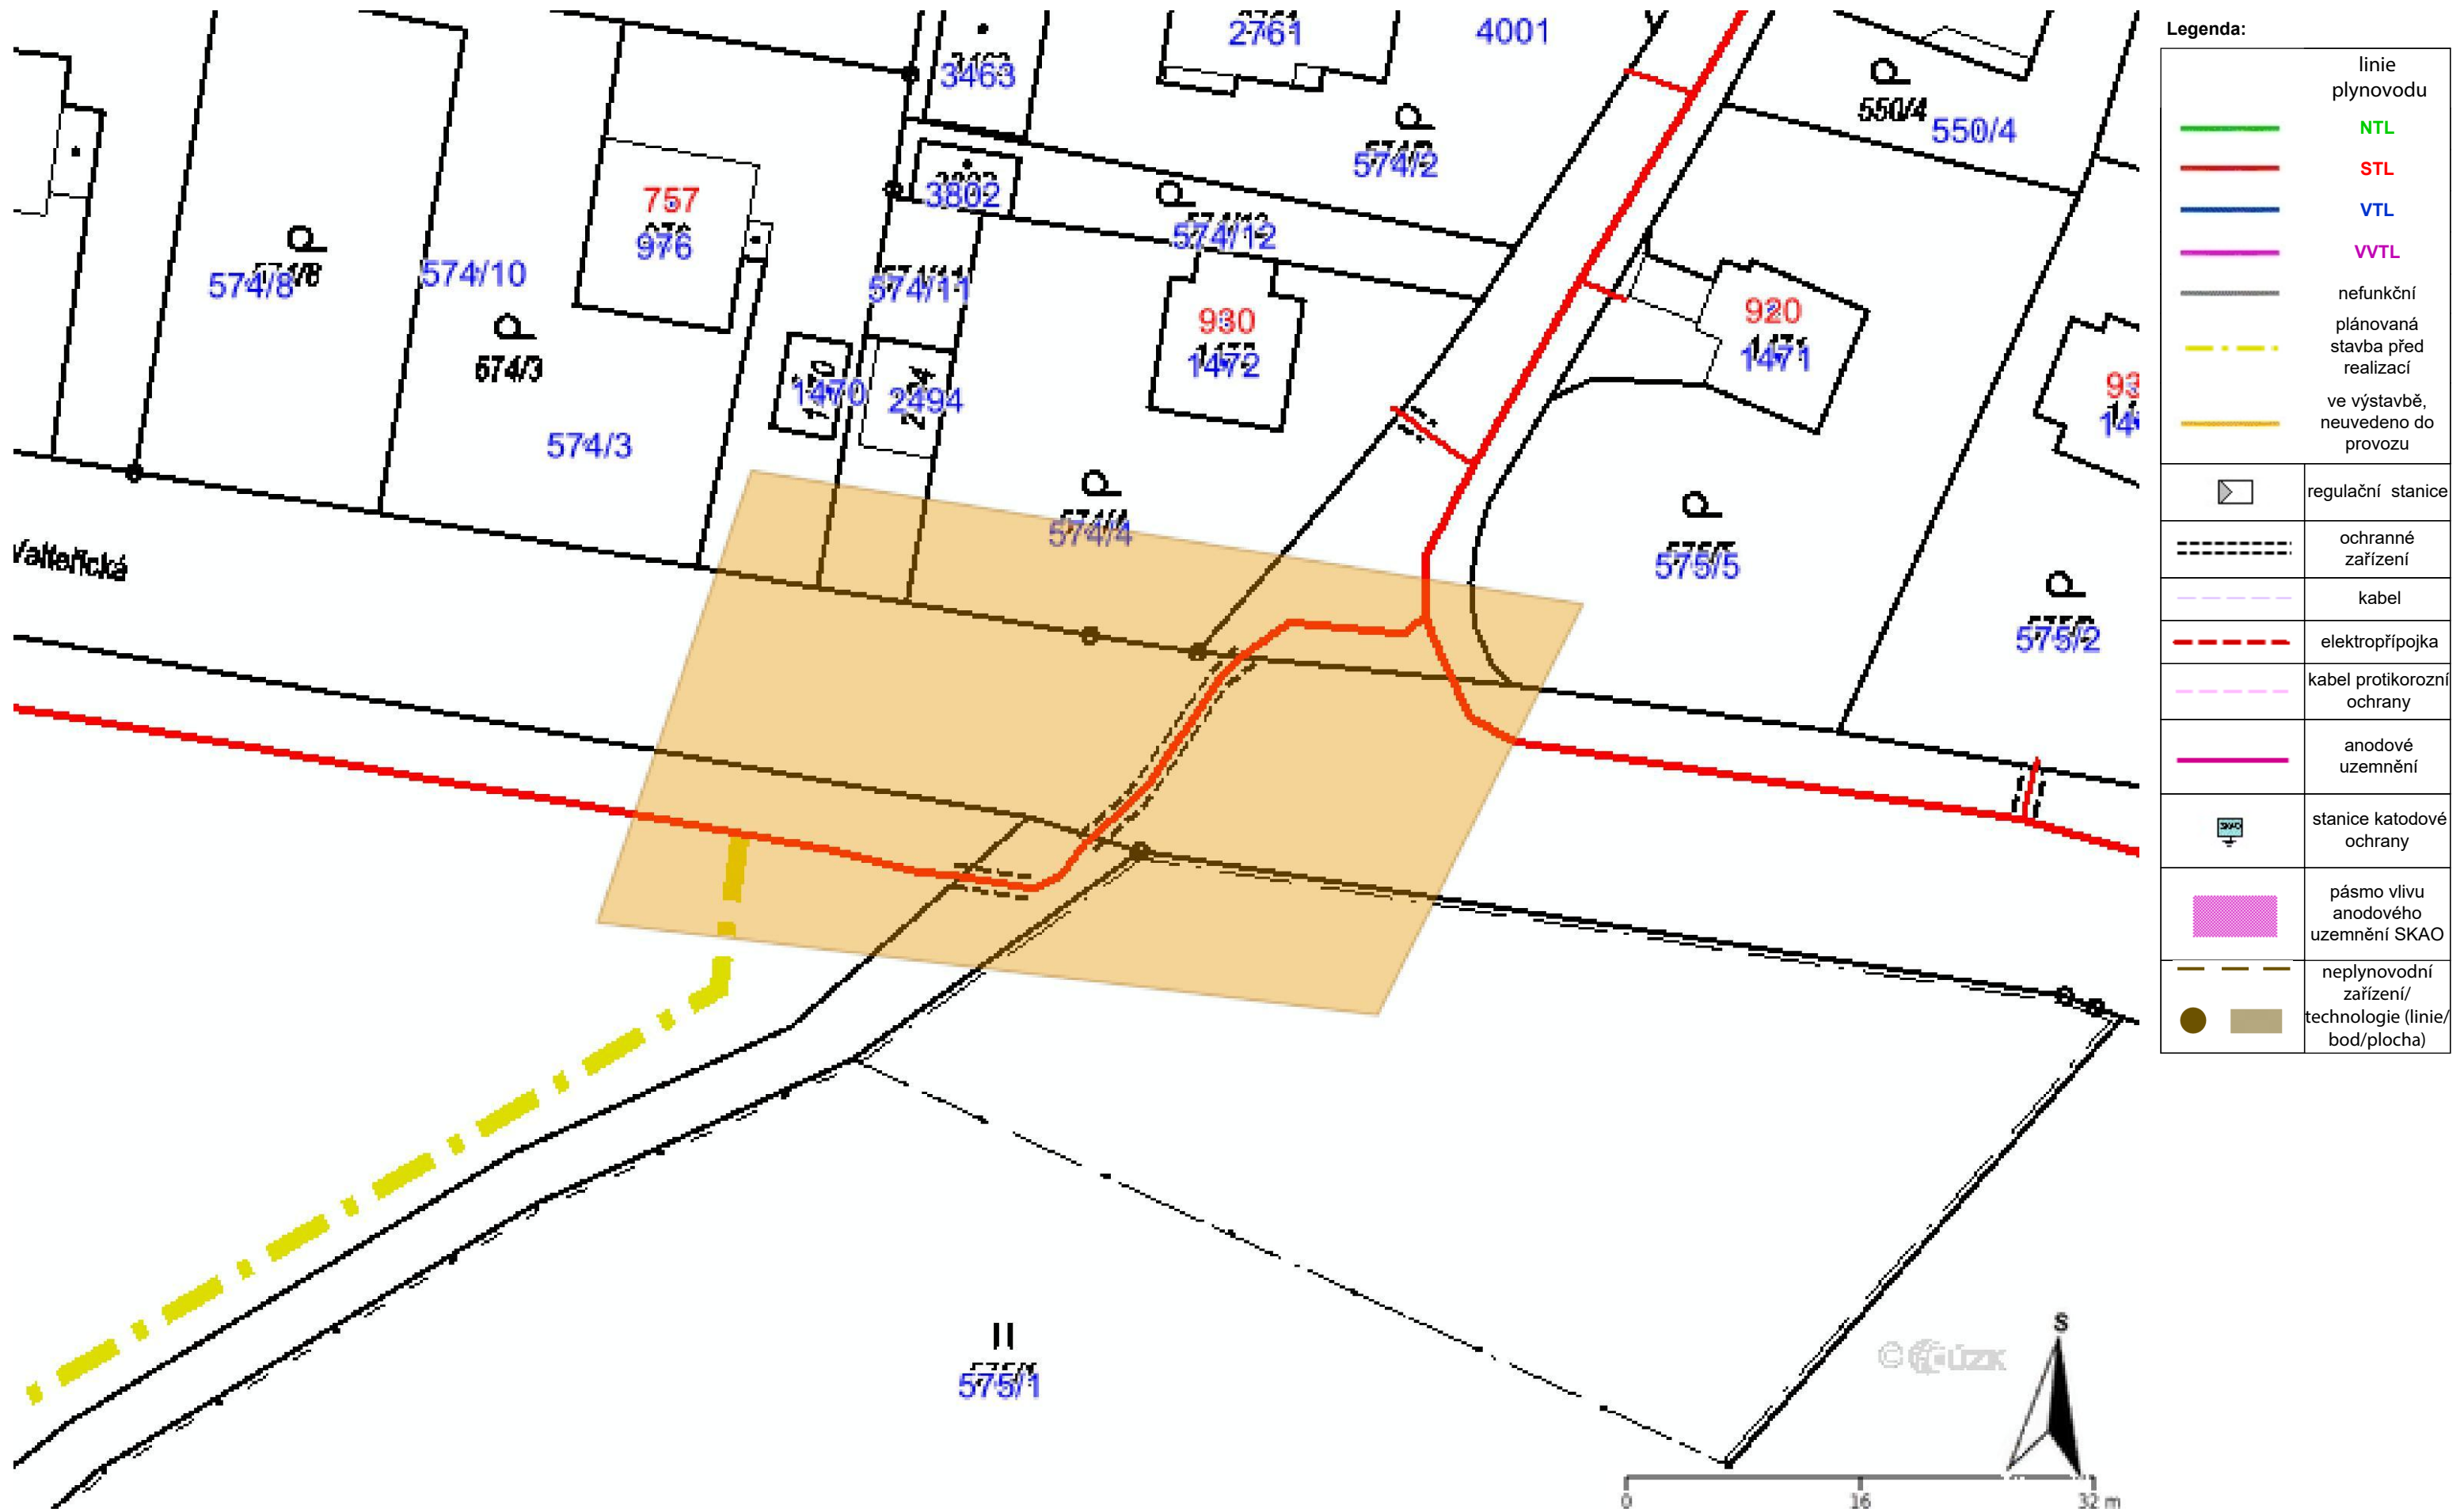 2761
4001
3463
574/2
550/4
550/4
757
976
3802
574/12
574/8
574/10
574/11
930
1472
920
1471
574/3
1470
2494
574/3
574/4
575/5
575/2
575/1
S
0 16 32 m
Legenda:
linie
plynovodu
NTL
STL
VTL
VVTL
nefunkční
plánovaná
stavba před
realizací
ve výstavbě,
neuvedeno do
provozu
regulační stanice
ochranné
zařízení
kabel
elektropřípojka
kabel protikorozní
ochrany
anodové
uzemnění
SKAO
stanice katodové
ochrany
pásmo vlivu
anodového
uzemnění SKAO
neplynovodní
zařízení/
technologie (linie/
bod/plocha)